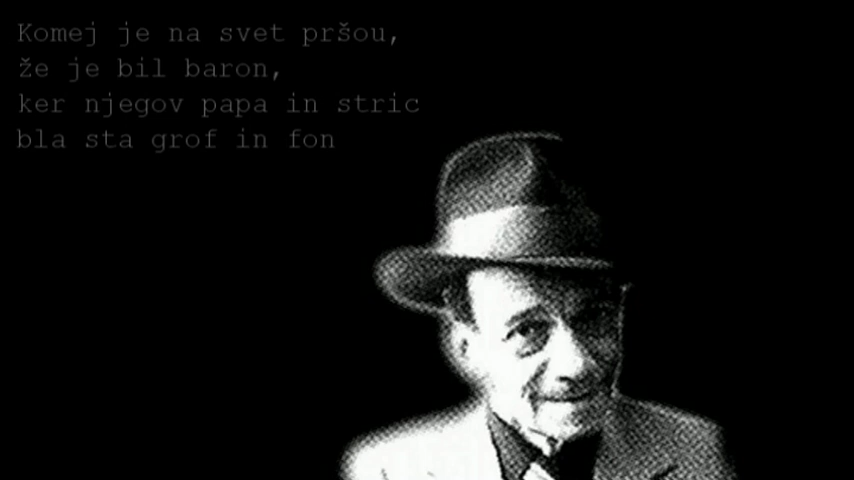 Komej je na svet pršou,
že je bil baron,
ker njegov papa in stric
bla sta grof in fon